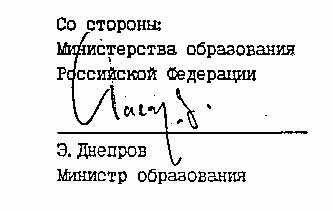 Со стороны:
Министерства образования
Российской Федерации
Э. Днепров
Министр образования